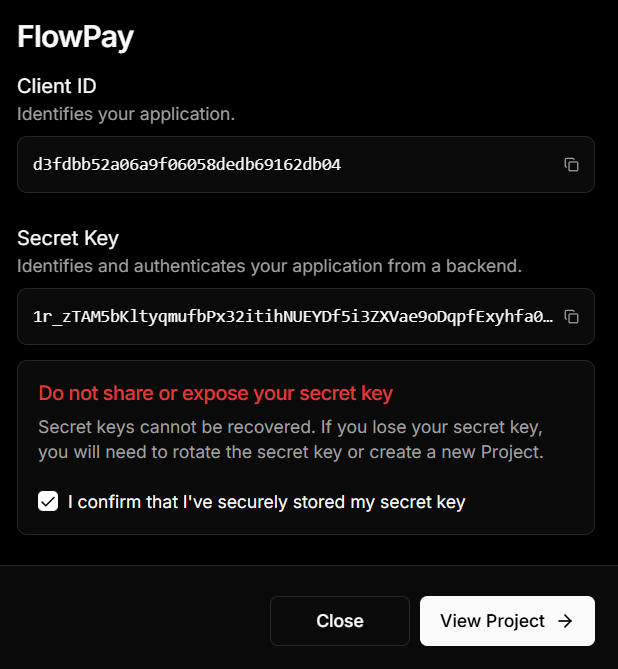 FlowPay
Client ID
Identifies your application.
d3fdbb52a06a9f06058dedb69162db04
Secret Key
Identifies and authenticates your application from a backend.
1r_zTAM5bKltyqmufbPx32itihNUEYDf5i3ZXVae9oDqpfExyhfa0…
Do not share or expose your secret key
Secret keys cannot be recovered. If you lose your secret key,
you will need to rotate the secret key or create a new Project.
I confirm that I've securely stored my secret key
Close
View Project